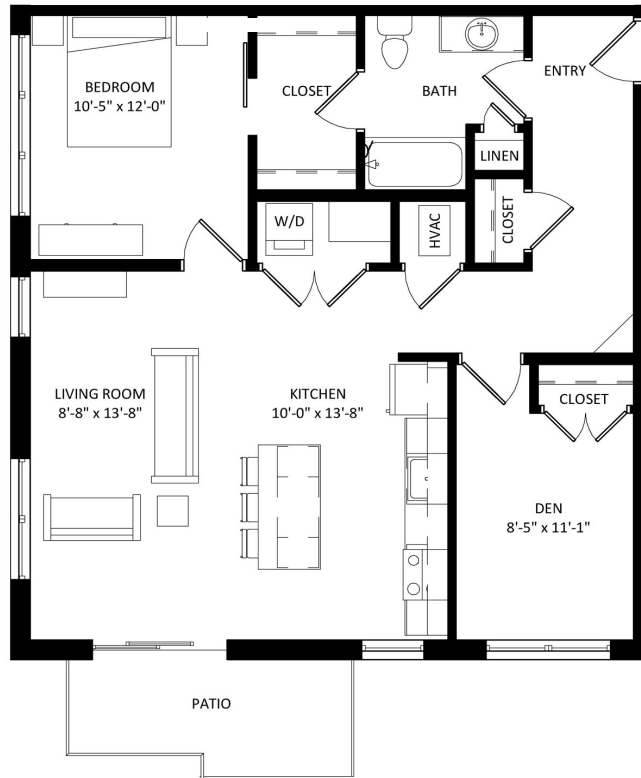 BEDROOM
10'-5" x 12'-0"
CLOSET
BATH
ENTRY
LINEN
W/D
HVAC
CLOSET
LIVING ROOM
8'-8" x 13'-8"
KITCHEN
10'-0" x 13'-8"
CLOSET
DEN
8'-5" x 11'-1"
PATIO